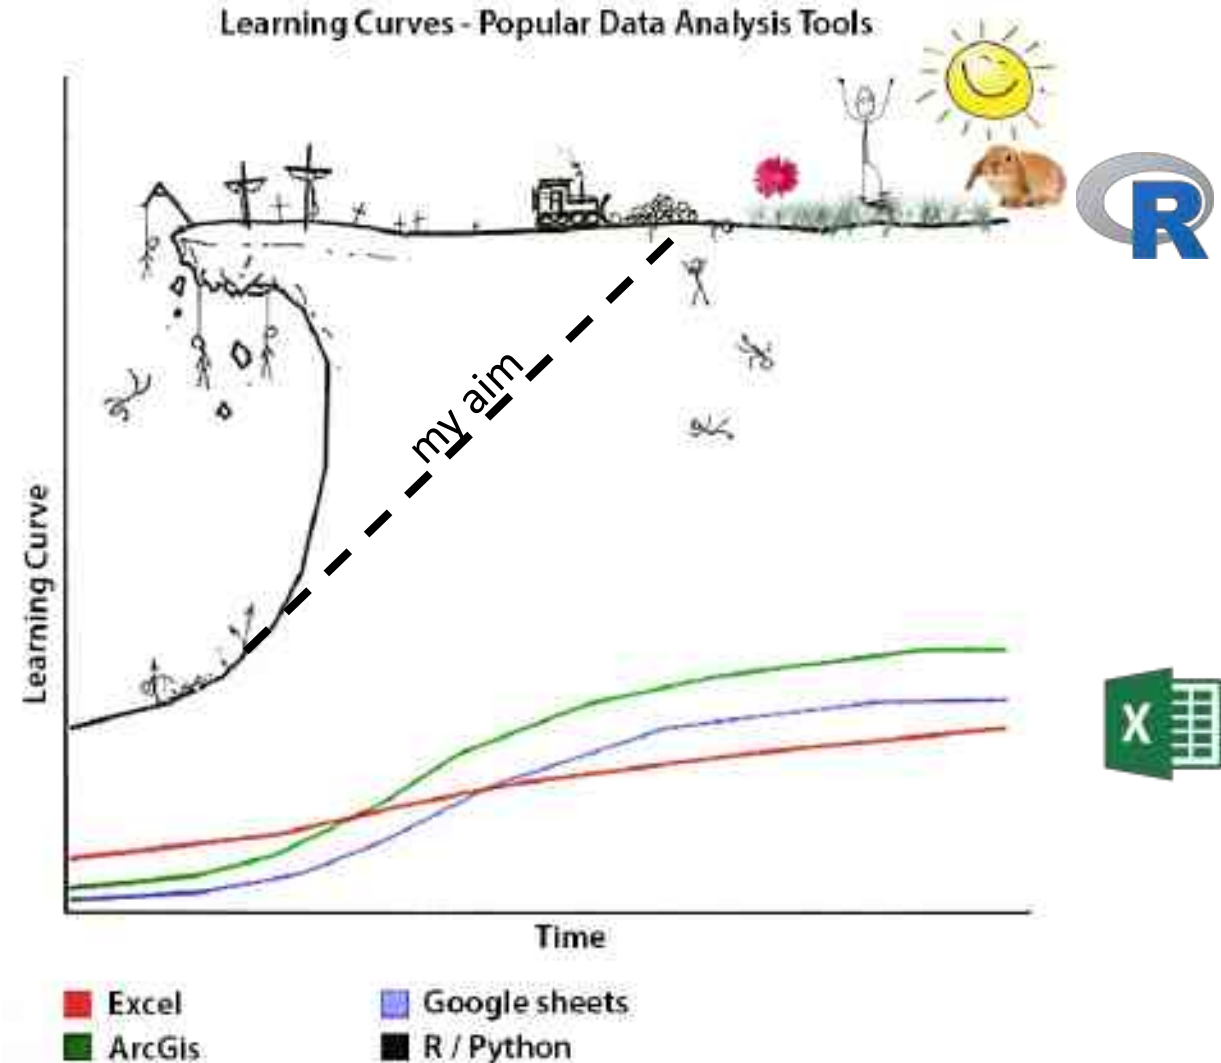 Learning Curves - Popular Data Analysis Tools
R
my aim
Learning Curve
X
Time
Excel
Google sheets
ArcGis
R / Python